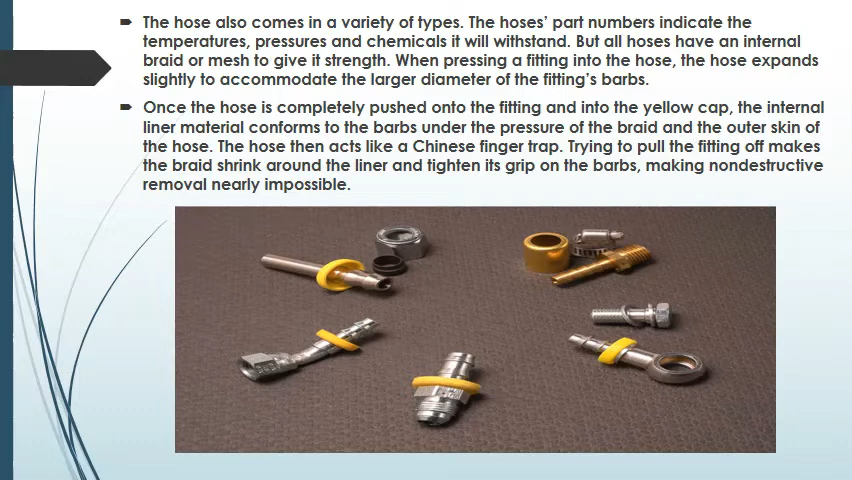 The hose also comes in a variety of types. The hoses' part numbers indicate the
temperatures, pressures and chemicals it will withstand. But all hoses have an internal
braid or mesh to give it strength. When pressing a fitting into the hose, the hose expands
slightly to accommodate the larger diameter of the fitting's barbs.
Once the hose is completely pushed onto the fitting and into the yellow cap, the internal
liner material conforms to the barbs under the pressure of the braid and the outer skin of
the hose. The hose then acts like a Chinese finger trap. Trying to pull the fitting off makes
the braid shrink around the liner and tighten its grip on the barbs, making nondestructive
removal nearly impossible.